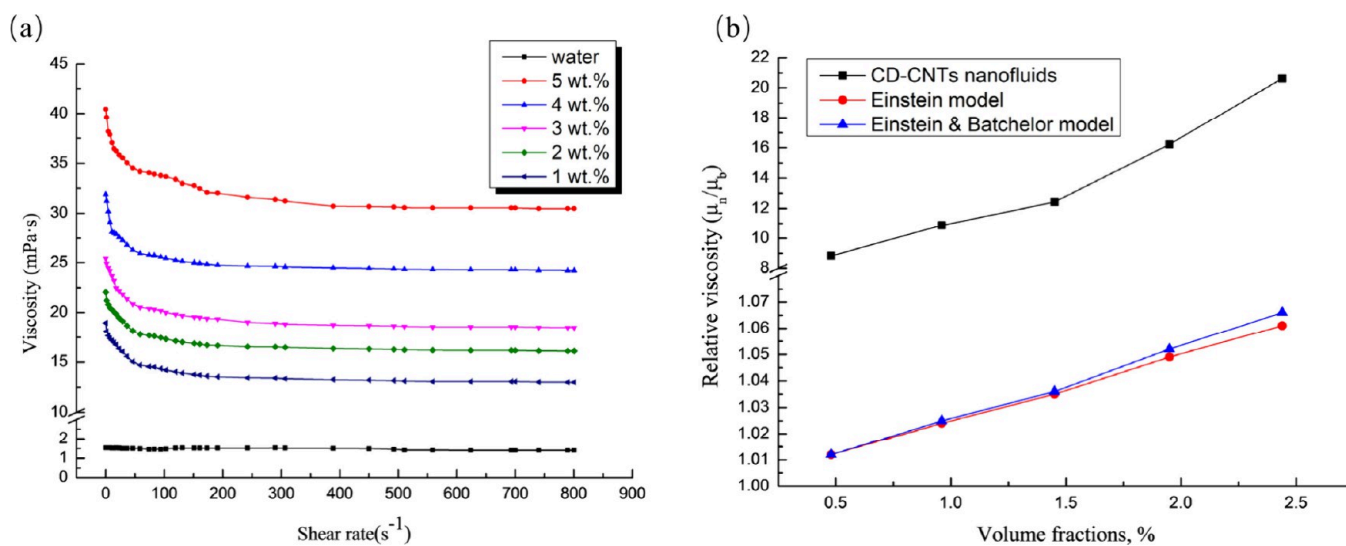 (a)
45
40
35
30
25
20
15
10
2
1
0
Viscosity (mPa·s)
water
5 wt.%
4 wt.%
3 wt.%
2 wt.%
1 wt.%
0 100 200 300 400 500 600 700 800 900
Shear rate(s⁻¹)
(b)
22
20
18
16
14
12
10
8
1.07
1.06
1.05
1.04
1.03
1.02
1.01
Relative viscosity (μn/μb)
CD-CNTs nanofluids
Einstein model
Einstein & Batchelor model
0.5 1.0 1.5 2.0 2.5
Volume fractions, %